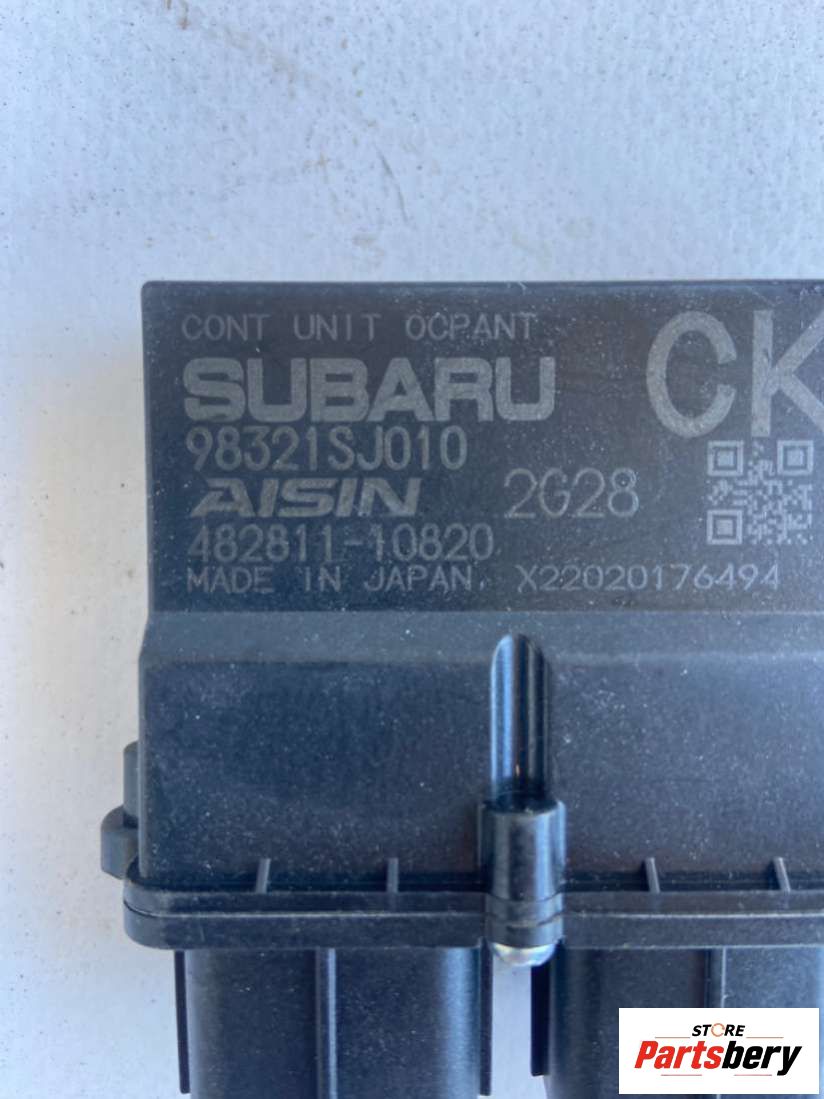 CONT UNIT OCPANT
SUBARU
CK
98321SJ010
AISIN 2G28
482811-10820
MADE IN JAPAN X22020176494
STORE
Partsbery